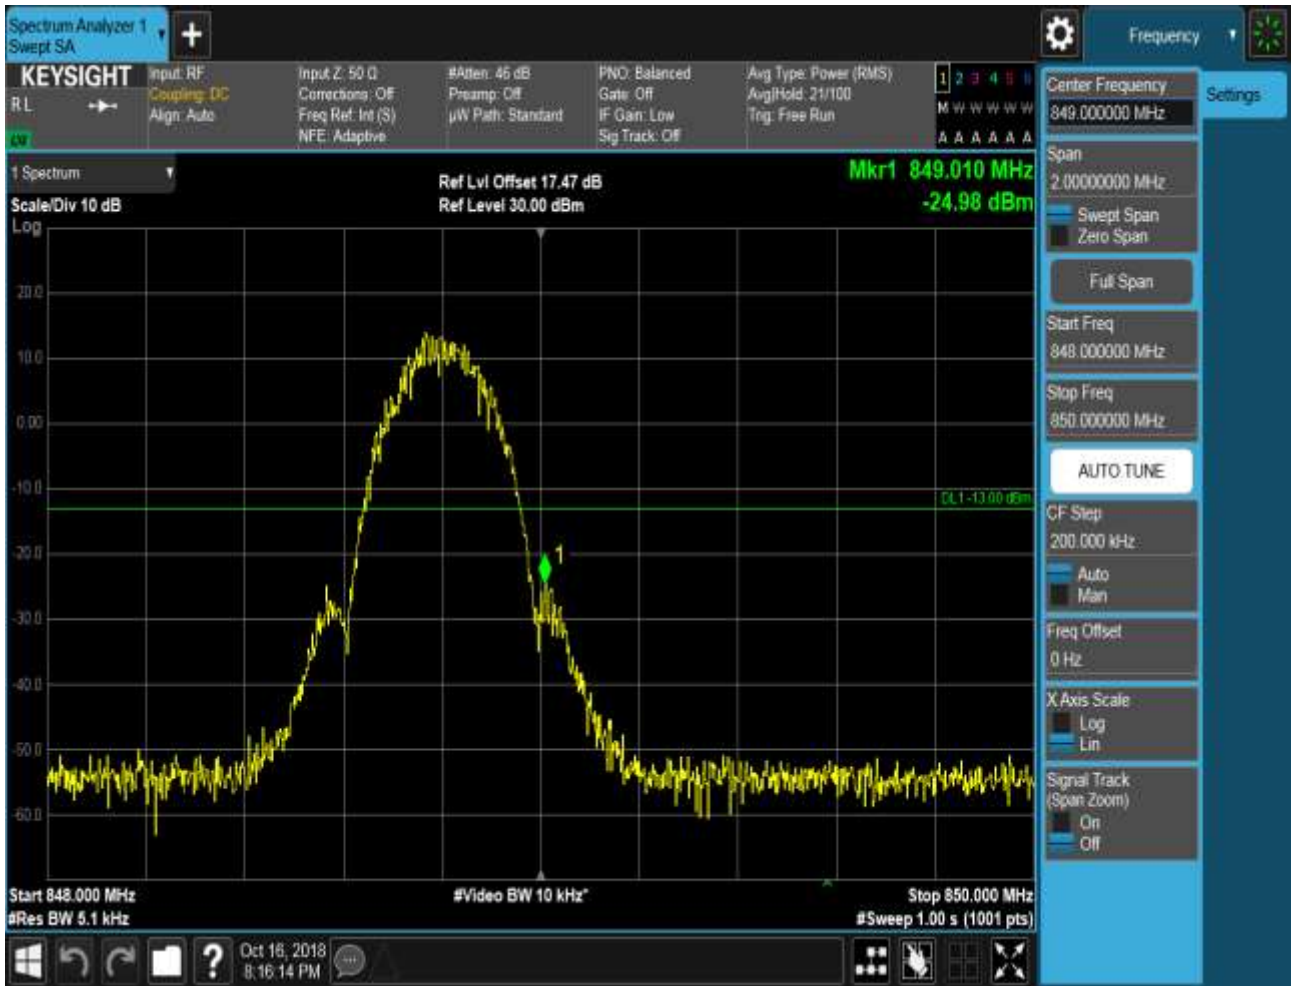 Spectrum Analyzer 1
Swept SA
Frequency
KEYSIGHT
R L
Input: RF
Coupling: DC
Align: Auto
Input Z: 50 Ω
Corrections: Off
Freq Ref: Int (S)
NFE: Adaptive
#Atten: 46 dB
Preamp: Off
µW Path: Standard
PNO: Balanced
Gate: Off
IF Gain: Low
Sig Track: Off
Avg Type: Power (RMS)
Avg|Hold: 21/100
Trig: Free Run
1 2 3 4 5 6
M W W W W W
A A A A A A
1 Spectrum
Scale/Div 10 dB
Log
Ref Lvl Offset 17.47 dB
Ref Level 30.00 dBm
Mkr1 849.010 MHz
-24.98 dBm
20.0
10.0
0.00
-10.0
-20.0
-30.0
-40.0
-50.0
-60.0
DL1 -13.00 dBm
1
Start 848.000 MHz
#Res BW 5.1 kHz
#Video BW 10 kHz*
Stop 850.000 MHz
#Sweep 1.00 s (1001 pts)
Center Frequency
849.000000 MHz
Settings
Span
2.00000000 MHz
Swept Span
Zero Span
Full Span
Start Freq
848.000000 MHz
Stop Freq
850.000000 MHz
AUTO TUNE
CF Step
200.000 kHz
Auto
Man
Freq Offset
0 Hz
X Axis Scale
Log
Lin
Signal Track
(Span Zoom)
On
Off
?
Oct 16, 2018
8:16:14 PM